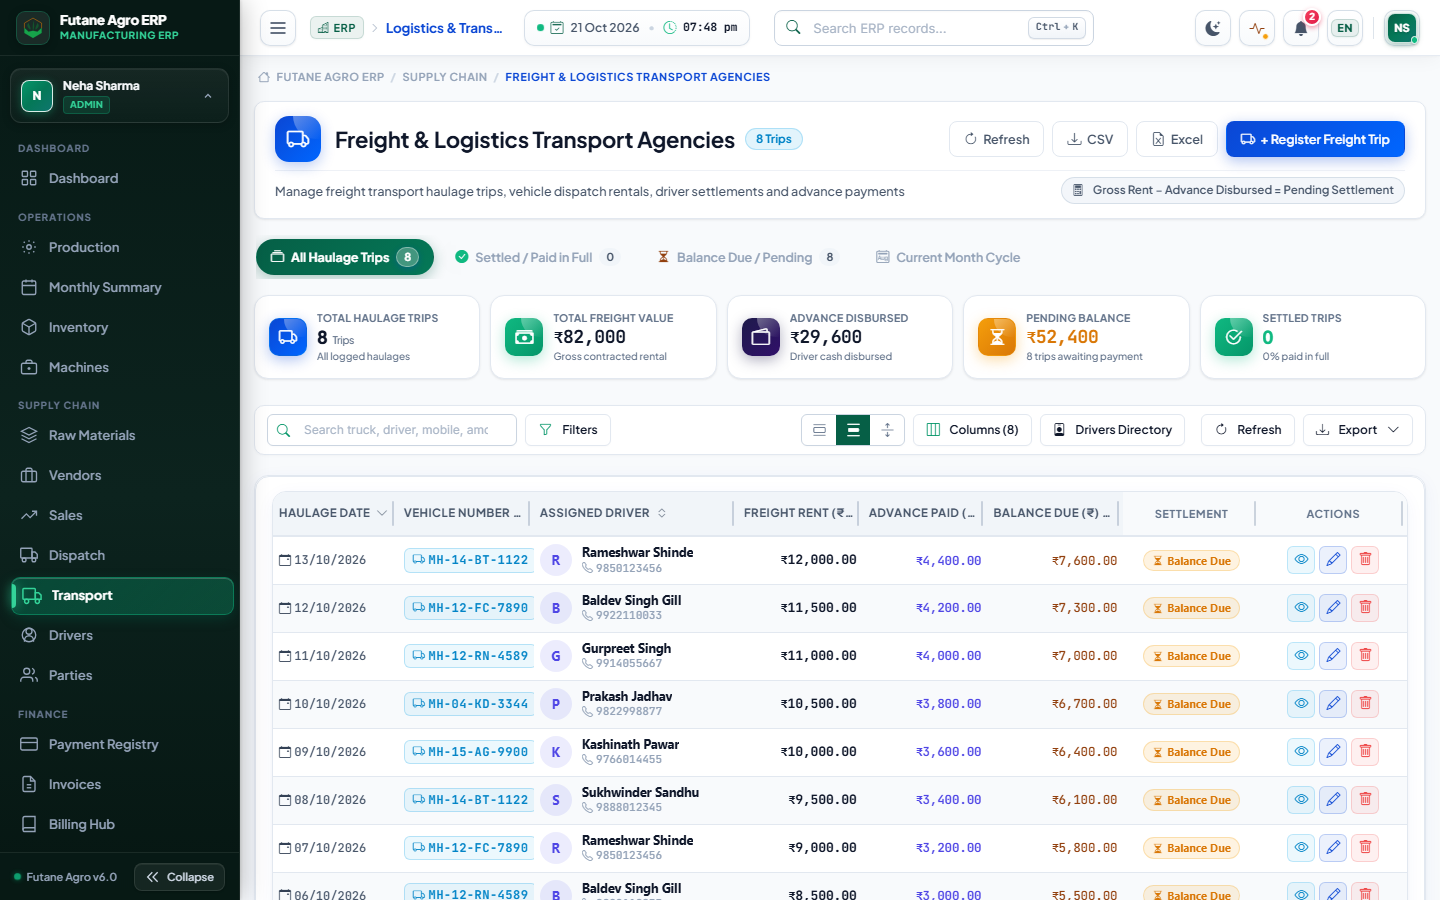 Futane Agro ERP
MANUFACTURING ERP
N
Neha Sharma
ADMIN
DASHBOARD
Dashboard
OPERATIONS
Production
Monthly Summary
Inventory
Machines
SUPPLY CHAIN
Raw Materials
Vendors
Sales
Dispatch
Transport
Drivers
Parties
FINANCE
Payment Registry
Invoices
Billing Hub
Futane Agro v6.0
Collapse
ERP
Logistics & Trans...
21 Oct 2026
07:48 pm
Search ERP records...
Ctrl + K
2
EN
NS
FUTANE AGRO ERP / SUPPLY CHAIN / FREIGHT & LOGISTICS TRANSPORT AGENCIES
Freight & Logistics Transport Agencies
8 Trips
Refresh
CSV
Excel
+ Register Freight Trip
Manage freight transport haulage trips, vehicle dispatch rentals, driver settlements and advance payments
Gross Rent − Advance Disbursed = Pending Settlement
All Haulage Trips 8
Settled / Paid in Full 0
Balance Due / Pending 8
Current Month Cycle
TOTAL HAULAGE TRIPS
8 Trips
All logged haulages
TOTAL FREIGHT VALUE
₹82,000
Gross contracted rental
ADVANCE DISBURSED
₹29,600
Driver cash disbursed
PENDING BALANCE
₹52,400
8 trips awaiting payment
SETTLED TRIPS
0
0% paid in full
Search truck, driver, mobile, amc
Filters
Columns (8)
Drivers Directory
Refresh
Export
HAULAGE DATE VEHICLE NUMBER ... ASSIGNED DRIVER FREIGHT RENT (₹... ADVANCE PAID (... BALANCE DUE (₹) ... SETTLEMENT ACTIONS
13/10/2026 MH-14-BT-1122 R Rameshwar Shinde 9850123456 ₹12,000.00 ₹4,400.00 ₹7,600.00 Balance Due
12/10/2026 MH-12-FC-7890 B Baldev Singh Gill 9922110033 ₹11,500.00 ₹4,200.00 ₹7,300.00 Balance Due
11/10/2026 MH-12-RN-4589 G Gurpreet Singh 9914055667 ₹11,000.00 ₹4,000.00 ₹7,000.00 Balance Due
10/10/2026 MH-04-KD-3344 P Prakash Jadhav 9822998877 ₹10,500.00 ₹3,800.00 ₹6,700.00 Balance Due
09/10/2026 MH-15-AG-9900 K Kashinath Pawar 9766014455 ₹10,000.00 ₹3,600.00 ₹6,400.00 Balance Due
08/10/2026 MH-14-BT-1122 S Sukhwinder Sandhu 9888012345 ₹9,500.00 ₹3,400.00 ₹6,100.00 Balance Due
07/10/2026 MH-12-FC-7890 R Rameshwar Shinde 9850123456 ₹9,000.00 ₹3,200.00 ₹5,800.00 Balance Due
06/10/2026 MH-12-RN-4589 B Baldev Singh Gill ₹8,500.00 ₹3,000.00 ₹5,500.00 Balance Due